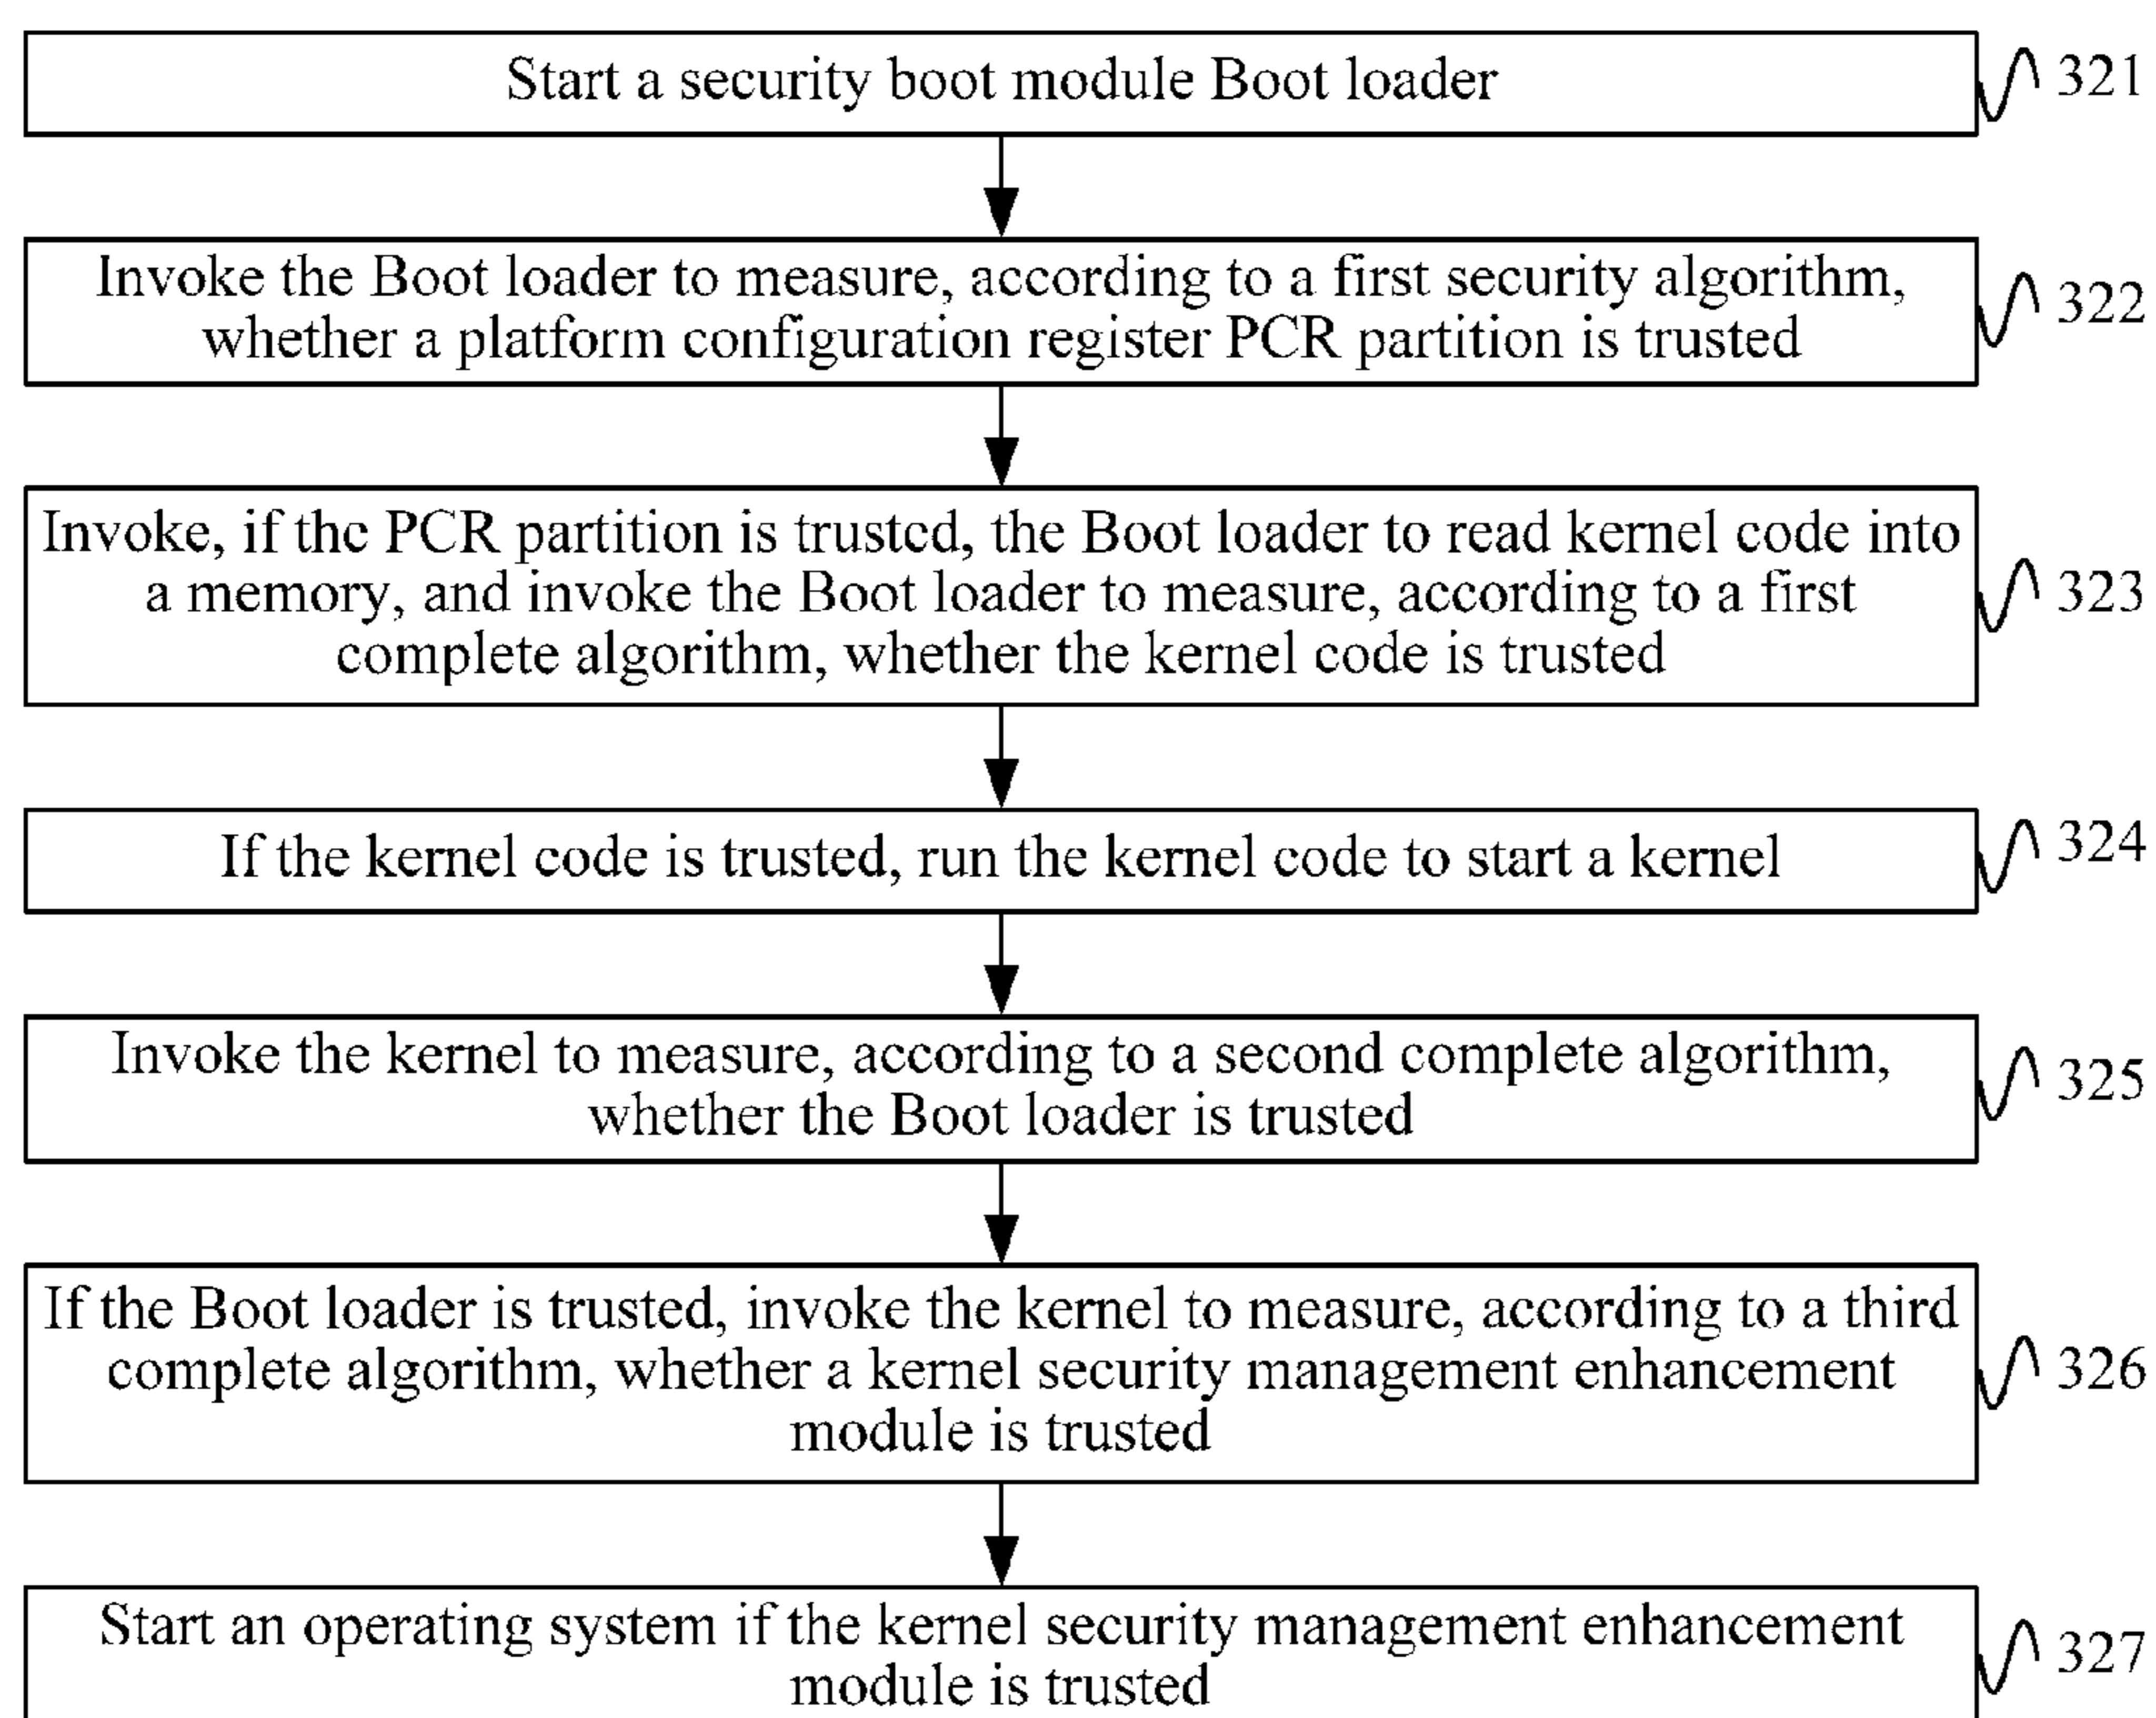 Start a security boot module Boot loader
321
Invoke the Boot loader to measure, according to a first security algorithm,
whether a platform configuration register PCR partition is trusted
322
Invoke, if the PCR partition is trusted, the Boot loader to read kernel code into
a memory, and invoke the Boot loader to measure, according to a first
complete algorithm, whether the kernel code is trusted
323
If the kernel code is trusted, run the kernel code to start a kernel
324
Invoke the kernel to measure, according to a second complete algorithm,
whether the Boot loader is trusted
325
If the Boot loader is trusted, invoke the kernel to measure, according to a third
complete algorithm, whether a kernel security management enhancement
module is trusted
326
Start an operating system if the kernel security management enhancement
module is trusted
327